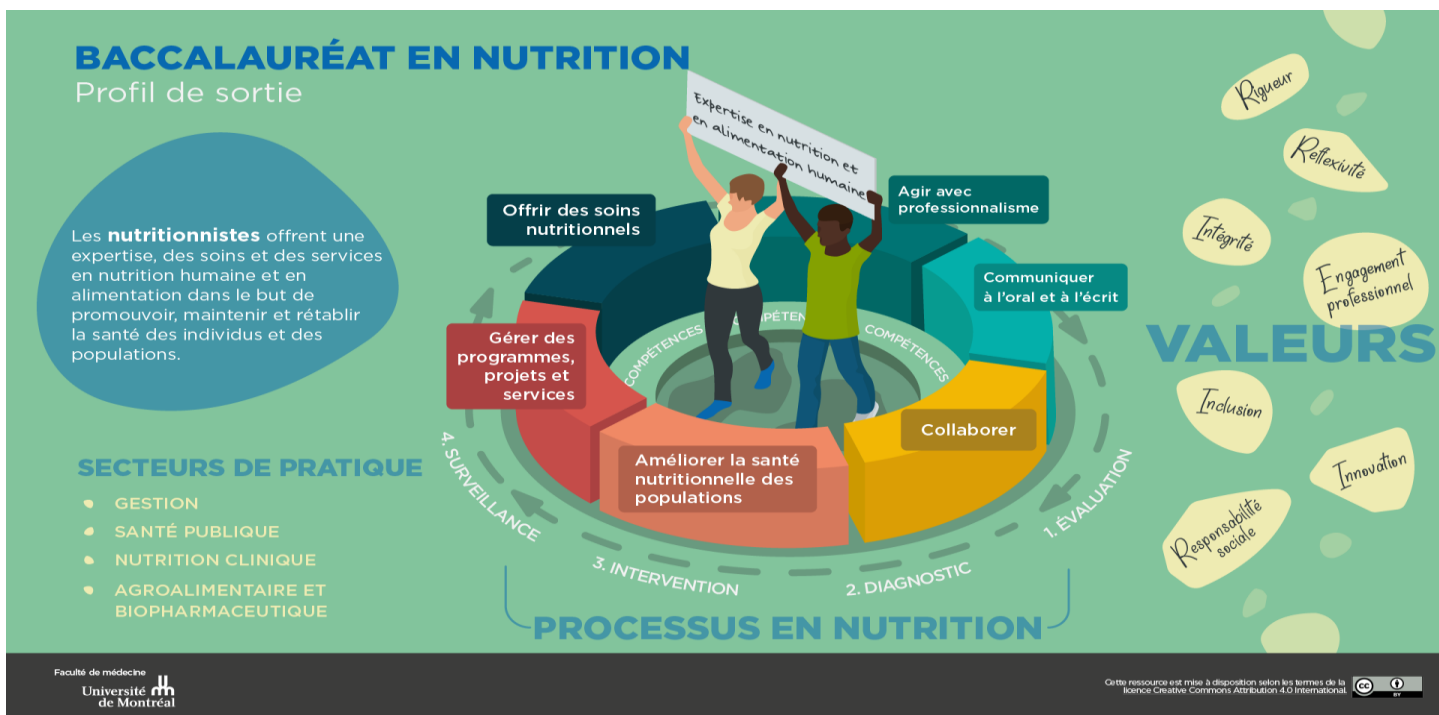 BACCALAURÉAT EN NUTRITION
Profil de sortie
Les nutritionnistes offrent une
expertise, des soins et des services
en nutrition humaine et en
alimentation dans le but de
promouvoir, maintenir et rétablir
la santé des individus et des
populations.
SECTEURS DE PRATIQUE
GESTION
SANTÉ PUBLIQUE
NUTRITION CLINIQUE
AGROALIMENTAIRE ET
BIOPHARMACEUTIQUE
Expertise en nutrition et
en alimentation humaine
Offrir des soins
nutritionnels
Agir avec
professionnalisme
Communiquer
à l'oral et à l'écrit
Gérer des
programmes,
projets et
services
Collaborer
Améliorer la santé
nutritionnelle des
populations
COMPÉTENCES
COMPÉTEN
COMPÉTENCES
1. ÉVALUATION
2. DIAGNOSTIC
3. INTERVENTION
4. SURVEILLANCE
PROCESSUS EN NUTRITION
Rigueur
Reflexivité
Intégrité
Engagement
professionnel
VALEURS
Inclusion
Innovation
Responsabilité
sociale
Faculté de médecine
Université
de Montréal
Cette ressource est mise à disposition selon les termes de la
licence Creative Commons Attribution 4.0 International.
cc
BY